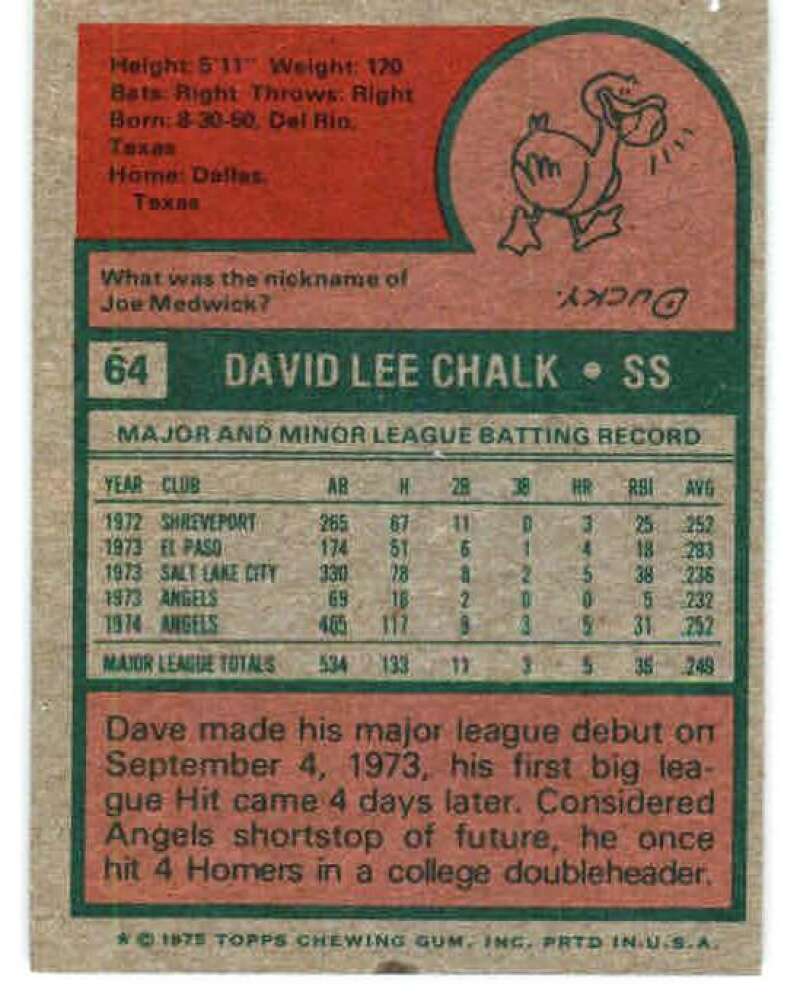 Height: 5'11" Weight: 170
Bats: Right Throws: Right
Born: 8-30-50, Del Rio,
Texas
Home: Dallas,
Texas
What was the nickname of
Joe Medwick?
DUCKY.
64 DAVID LEE CHALK • SS
MAJOR AND MINOR LEAGUE BATTING RECORD
YEAR CLUB AB H 2B 3B HR RBI AVG
1972 SHREVEPORT 265 67 11 0 3 25 .252
1973 EL PASO 174 51 6 1 4 18 .293
1973 SALT LAKE CITY 330 78 8 2 5 38 .236
1973 ANGELS 69 16 2 0 0 5 .232
1974 ANGELS 465 117 9 3 5 31 .252
MAJOR LEAGUE TOTALS 534 133 11 3 5 36 .249
Dave made his major league debut on
September 4, 1973, his first big lea-
gue Hit came 4 days later. Considered
Angels shortstop of future, he once
hit 4 Homers in a college doubleheader.
* © 1975 TOPPS CHEWING GUM, INC. PRTD IN U.S.A.